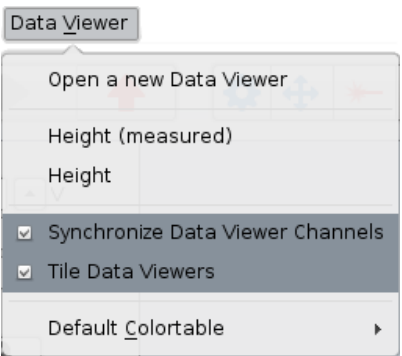 Data Viewer
Open a new Data Viewer
Height (measured)
Height
Synchronize Data Viewer Channels
Tile Data Viewers
Default Colortable